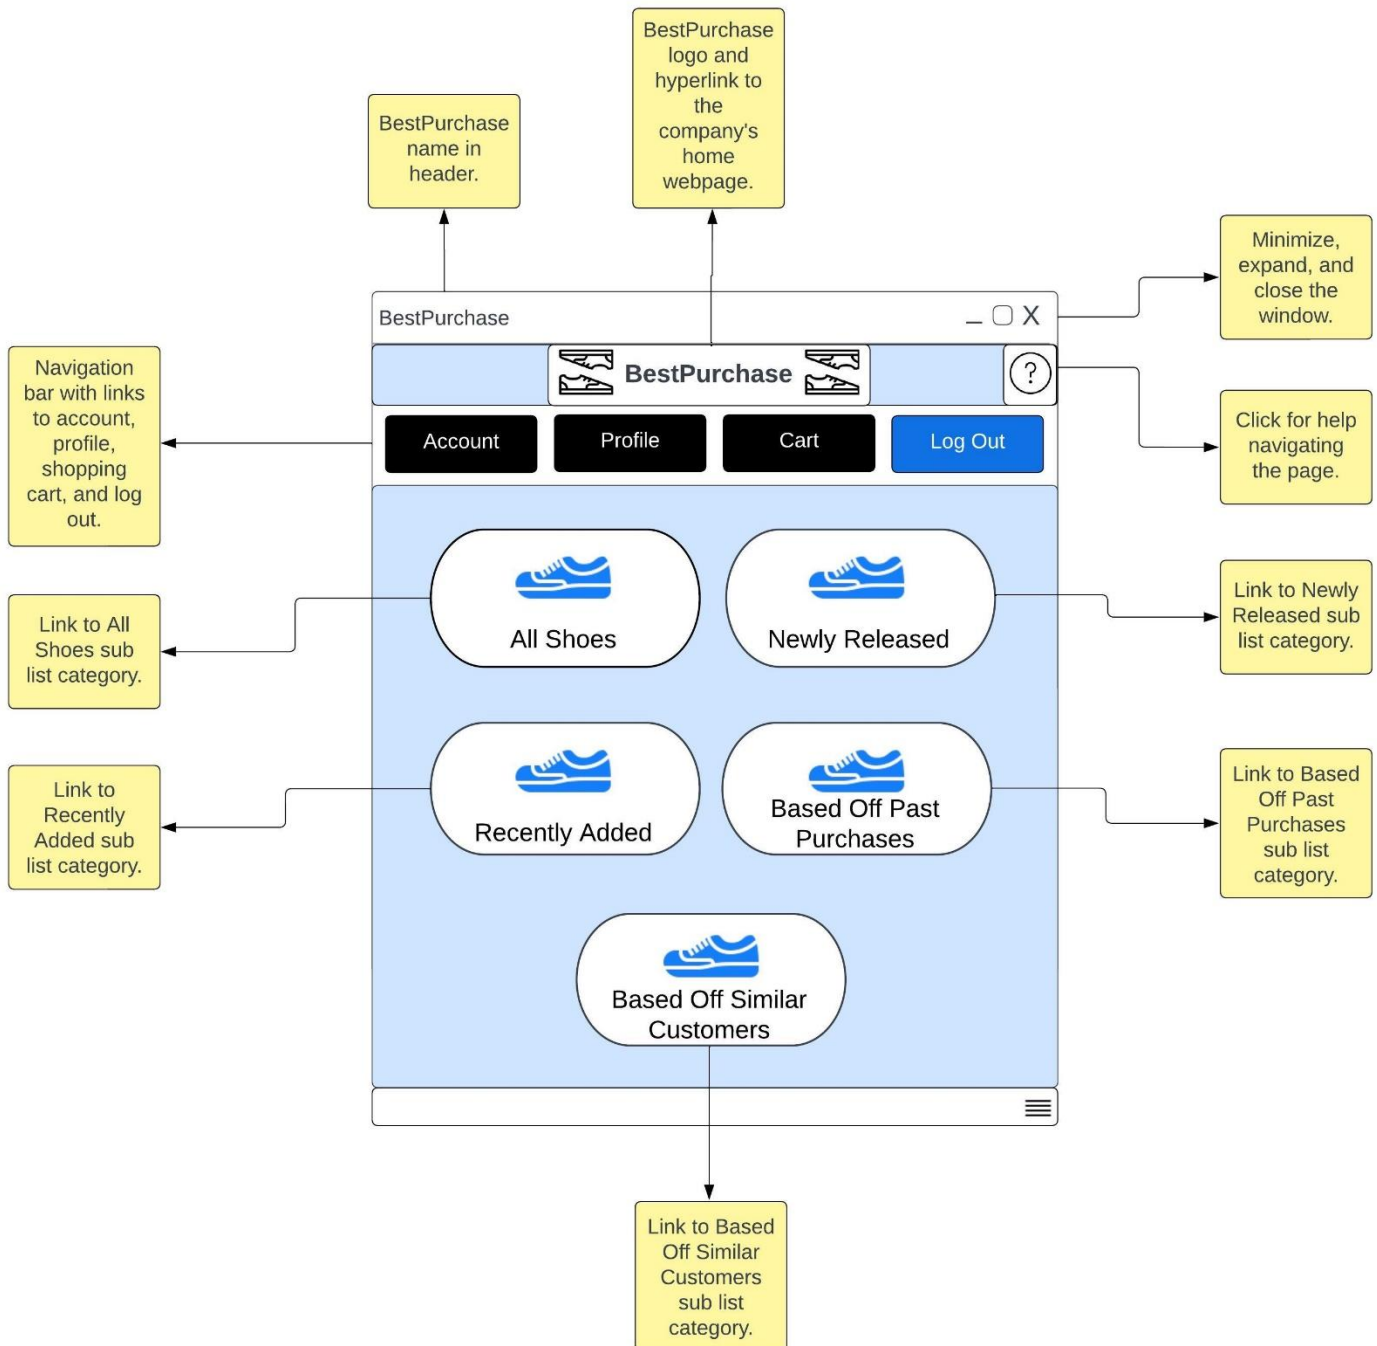 BestPurchase
logo and
hyperlink to
the
company's
home
webpage.
BestPurchase
name in
header.
Minimize,
expand, and
close the
window.
BestPurchase
_ X
BestPurchase
?
Navigation
bar with links
to account,
profile,
shopping
cart, and log
out.
Account
Profile
Cart
Log Out
Click for help
navigating
the page.
All Shoes
Newly Released
Link to All
Shoes sub
list category.
Link to Newly
Released sub
list category.
Recently Added
Based Off Past
Purchases
Link to
Recently
Added sub
list category.
Link to Based
Off Past
Purchases
sub list
category.
Based Off Similar
Customers
Link to Based
Off Similar
Customers
sub list
category.